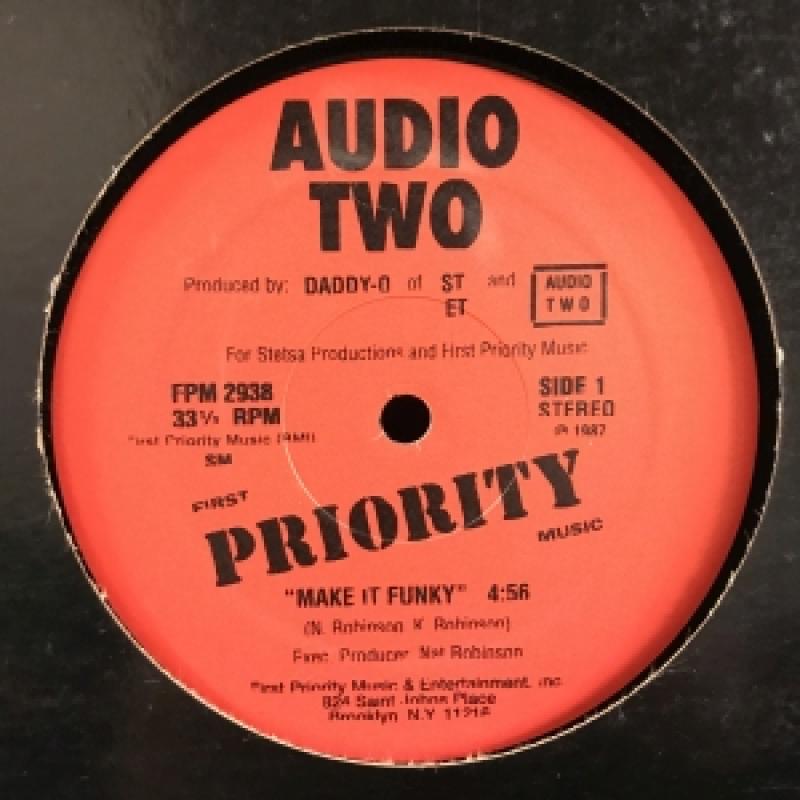 AUDIO
TWO
Produced by: DADDY-O of ST ET and AUDIO TWO
For Stetsa Productions and First Priority Music
FPM 2938
33⅓ RPM
First Priority Music (BMI)
SM
SIDE 1
STEREO
℗ 1987
FIRST
PRIORITY
MUSIC
"MAKE IT FUNKY" 4:56
(N. Robinson, K. Robinson)
Exec. Producer Nat Robinson
First Priority Music & Entertainment, Inc.
824 Saint Johns Place
Brooklyn, N.Y. 11216